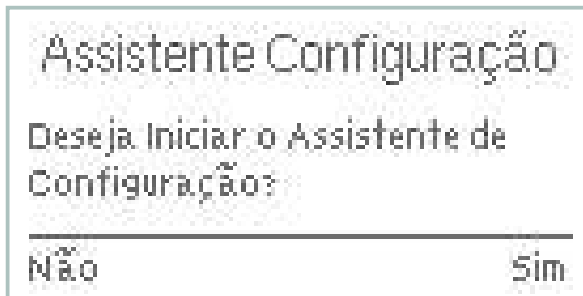 Assistente Configuração
Deseja Iniciar o Assistente de
Configuração?
Não Sim